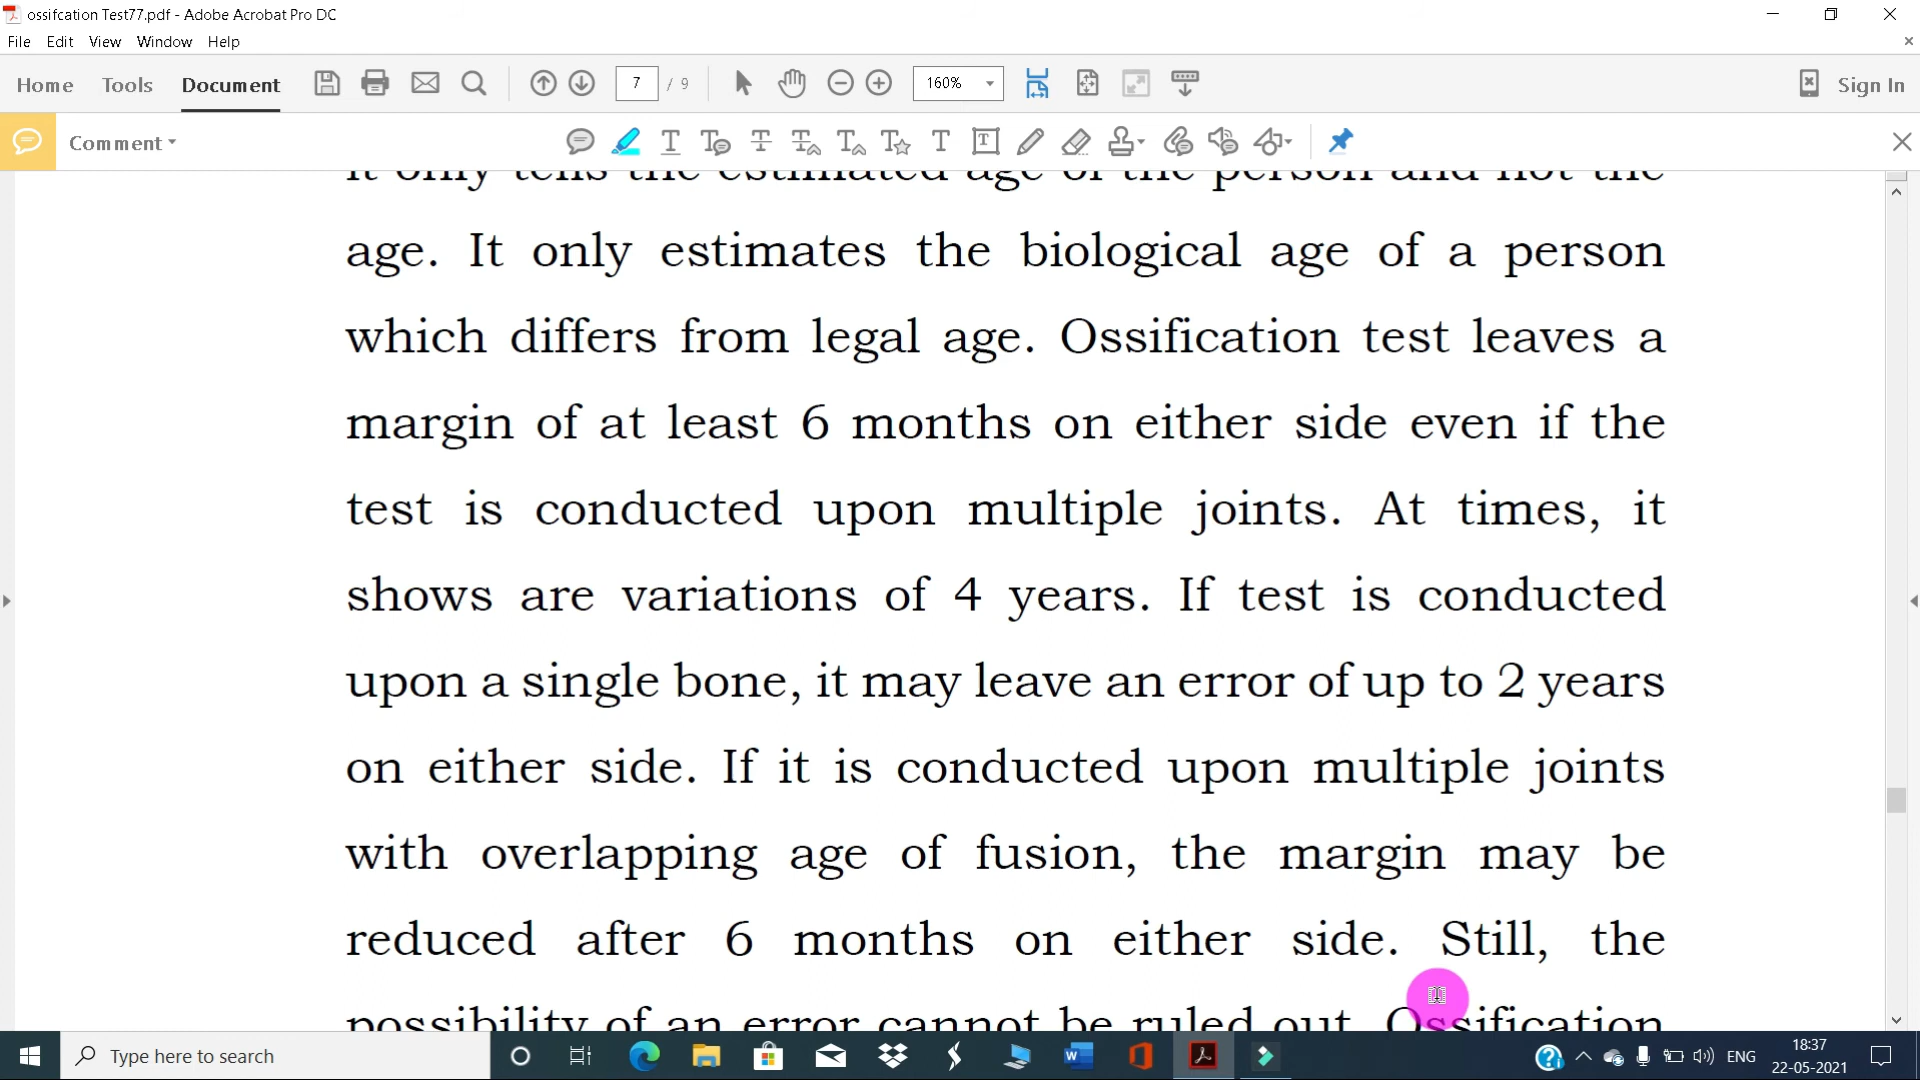 ossifcation Test77.pdf - Adobe Acrobat Pro DC
File Edit View Window Help
Home Tools Document 7 / 9 160% Sign In
Comment
it only tells the estimated age of the person and not the
age. It only estimates the biological age of a person
which differs from legal age. Ossification test leaves a
margin of at least 6 months on either side even if the
test is conducted upon multiple joints. At times, it
shows are variations of 4 years. If test is conducted
upon a single bone, it may leave an error of up to 2 years
on either side. If it is conducted upon multiple joints
with overlapping age of fusion, the margin may be
reduced after 6 months on either side. Still, the
possibility of an error cannot be ruled out. Ossification
Type here to search
ENG
18:37
22-05-2021